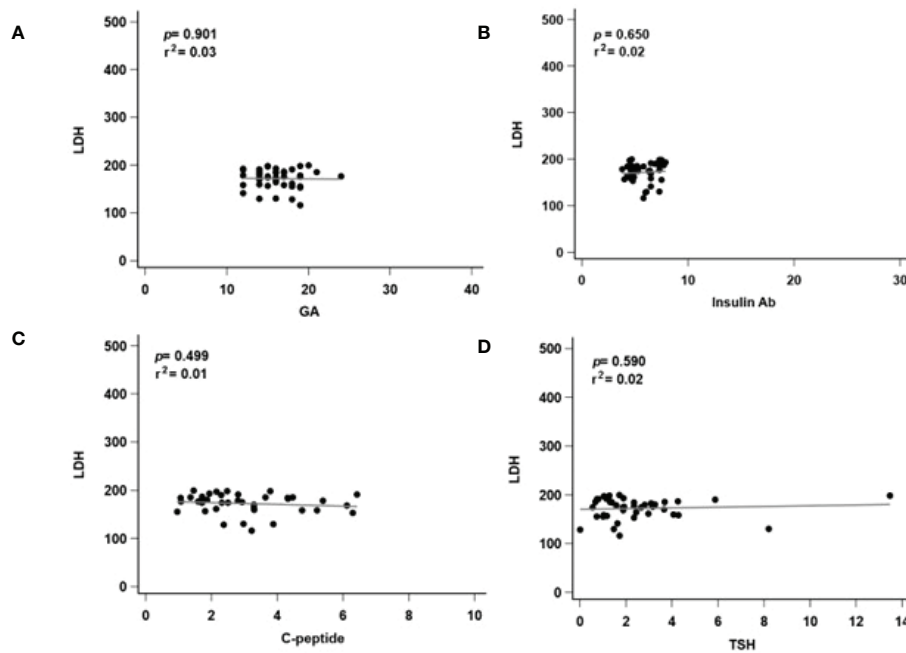 A
p= 0.901
r2= 0.03
500
400
300
200
100
0
LDH
0
10
20
30
40
GA
B
p = 0.650
r2= 0.02
500
400
300
200
100
0
LDH
0
10
20
30
Insulin Ab
C
p= 0.499
r2= 0.01
500
400
300
200
100
0
LDH
0
2
4
6
8
10
C-peptide
D
p= 0.590
r2= 0.02
500
400
300
200
100
0
LDH
0
2
4
6
8
10
12
14
TSH